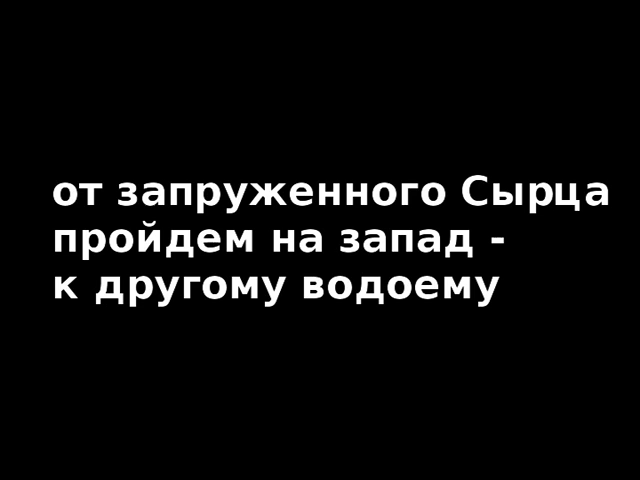 от запруженного Сырца
пройдем на запад -
к другому водоему